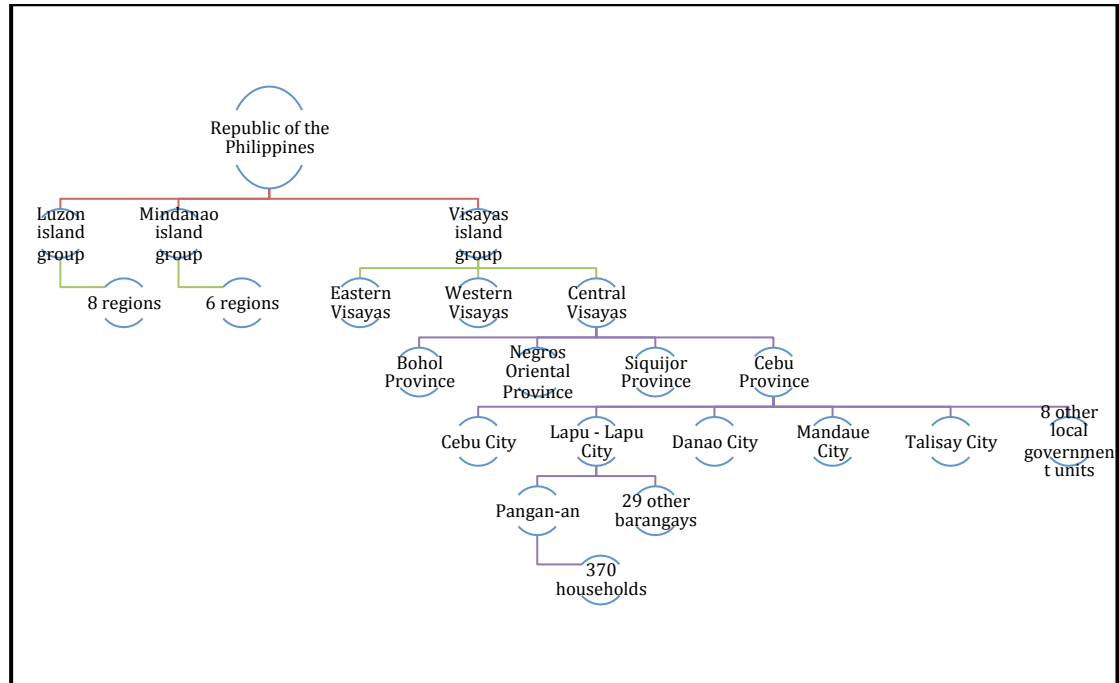 Republic of the
Philippines
Luzon
island
group
Mindanao
island
group
Visayas
island
group
8 regions
6 regions
Eastern
Visayas
Western
Visayas
Central
Visayas
Bohol
Province
Negros
Oriental
Province
Siquijor
Province
Cebu
Province
Cebu City
Lapu - Lapu
City
Danao City
Mandaue
City
Talisay City
8 other
local
governmen
t units
Pangan-an
29 other
barangays
370
households